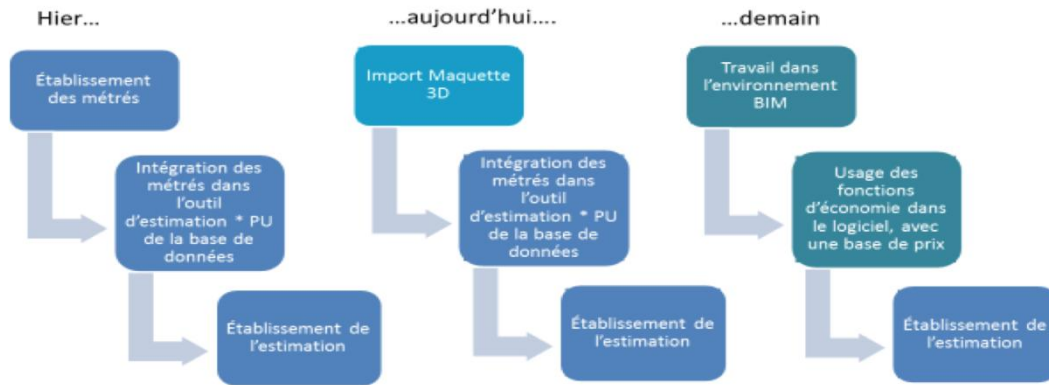 Hier...
Établissement
des métrés
Intégration des
métrés dans
l'outil
d'estimation * PU
de la base de
données
Établissement de
l'estimation
...aujourd'hui....
Import Maquette
3D
Intégration des
métrés dans
l'outil
d'estimation * PU
de la base de
données
Établissement de
l'estimation
...demain
Travail dans
l'environnement
BIM
Usage des
fonctions
d'économie dans
le logiciel, avec
une base de prix
Établissement de
l'estimation